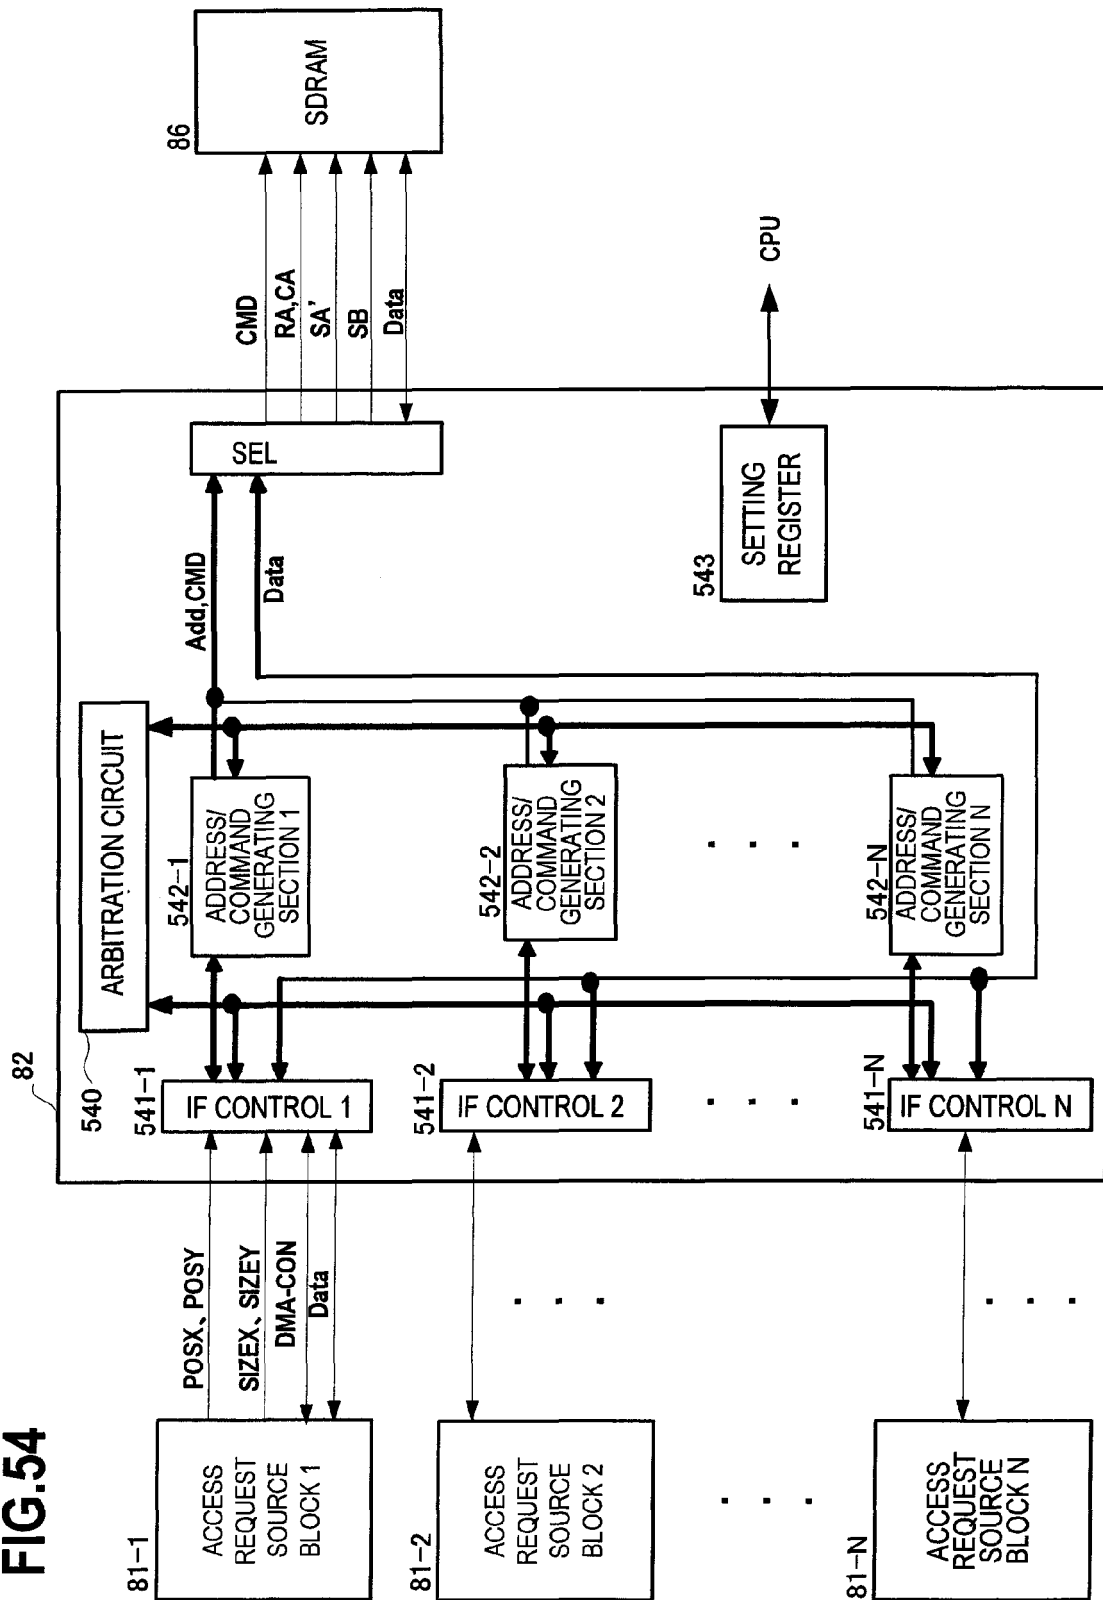 FIG.54
81-1
ACCESS
REQUEST
SOURCE
BLOCK 1
81-2
ACCESS
REQUEST
SOURCE
BLOCK 2
81-N
ACCESS
REQUEST
SOURCE
BLOCK N
POSX、POSY
SIZEX、SIZEY
DMA-CON
Data
82
540
ARBITRATION CIRCUIT
541-1
IF CONTROL 1
541-2
IF CONTROL 2
541-N
IF CONTROL N
542-1
ADDRESS/
COMMAND
GENERATING
SECTION 1
542-2
ADDRESS/
COMMAND
GENERATING
SECTION 2
542-N
ADDRESS/
COMMAND
GENERATING
SECTION N
Add,CMD
Data
SEL
543
SETTING
REGISTER
CPU
CMD
RA,CA
SA'
SB
Data
86
SDRAM